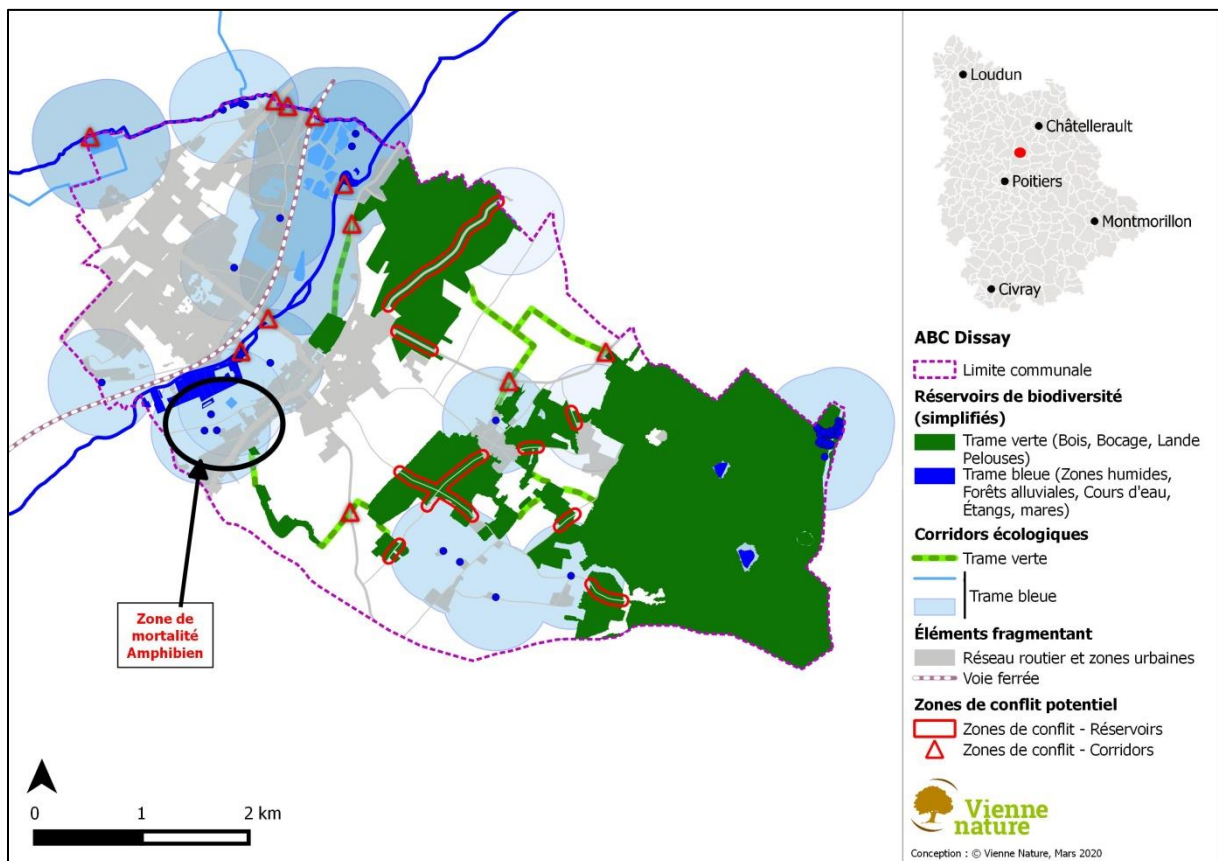 Loudun
Châtellerault
Poitiers
Montmorillon
Civray
ABC Dissay
Limite communale
Réservoirs de biodiversité
(simplifiés)
Trame verte (Bois, Bocage, Lande
Pelouses)
Trame bleue (Zones humides,
Forêts alluviales, Cours d'eau,
Étangs, mares)
Corridors écologiques
Trame verte
Trame bleue
Éléments fragmentant
Réseau routier et zones urbaines
Voie ferrée
Zones de conflit potentiel
Zones de conflit - Réservoirs
Zones de conflit - Corridors
Vienne
nature
Conception : © Vienne Nature, Mars 2020
Zone de
mortalité
Amphibien
0 1 2 km